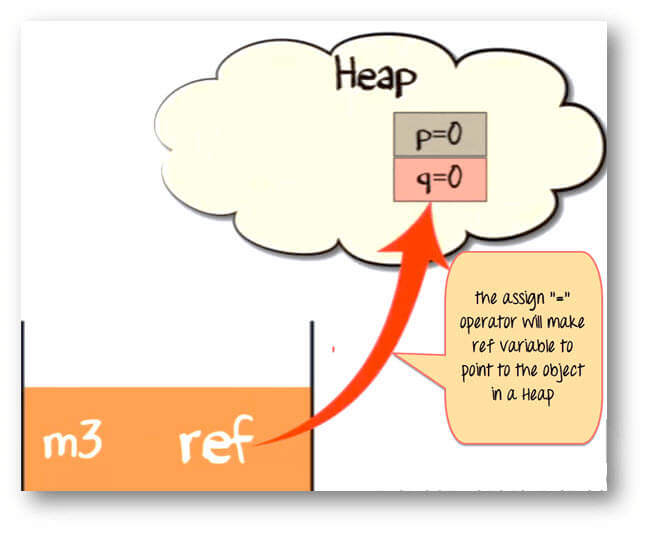 Heap
p=0
q=0
the assign "="
operator will make
ref variable to
point to the object
in a Heap
m3 ref